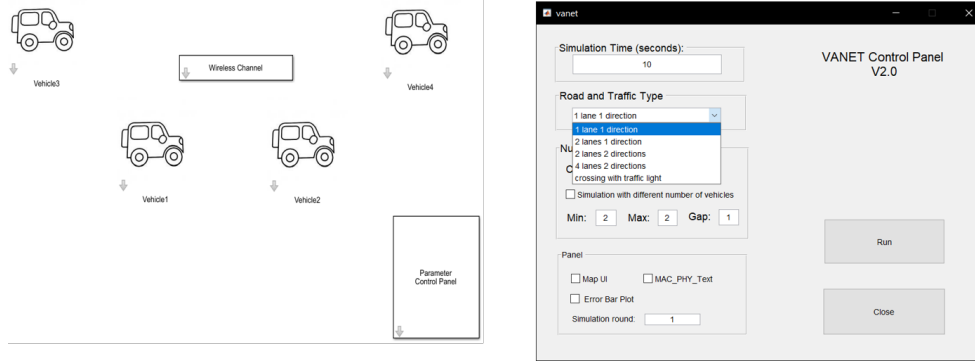 Vehicle3
Wireless Channel
Vehicle4
Vehicle1
Vehicle2
Parameter
Control Panel
vanet
Simulation Time (seconds):
10
VANET Control Panel
V2.0
Road and Traffic Type
1 lane 1 direction
1 lane 1 direction
2 lanes 1 direction
2 lanes 2 directions
4 lanes 2 directions
crossing with traffic light
Simulation with different number of vehicles
Min: 2 Max: 2 Gap: 1
Run
Panel
Map UI MAC_PHY_Text
Error Bar Plot
Simulation round: 1
Close